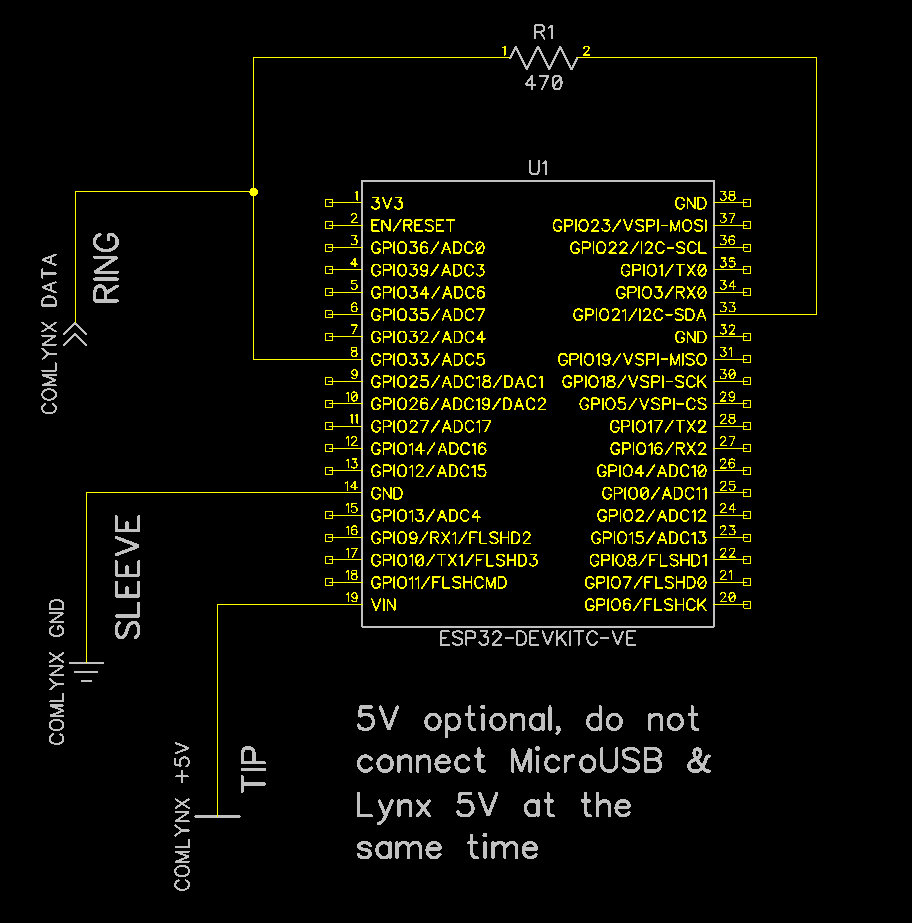 R1
1 2
470
U1
1 3V3 GND 38
2 EN/RESET GPIO23/VSPI-MOSI 37
3 GPIO36/ADC0 GPIO22/I2C-SCL 36
4 GPIO39/ADC3 GPIO1/TX0 35
5 GPIO34/ADC6 GPIO3/RX0 34
6 GPIO35/ADC7 GPIO21/I2C-SDA 33
7 GPIO32/ADC4 GND 32
8 GPIO33/ADC5 GPIO19/VSPI-MISO 31
9 GPIO25/ADC18/DAC1 GPIO18/VSPI-SCK 30
10 GPIO26/ADC19/DAC2 GPIO5/VSPI-CS 29
11 GPIO27/ADC17 GPIO17/TX2 28
12 GPIO14/ADC16 GPIO16/RX2 27
13 GPIO12/ADC15 GPIO4/ADC10 26
14 GND GPIO0/ADC11 25
15 GPIO13/ADC4 GPIO2/ADC12 24
16 GPIO9/RX1/FLSHD2 GPIO15/ADC13 23
17 GPIO10/TX1/FLSHD3 GPIO8/FLSHD1 22
18 GPIO11/FLSHCMD GPIO7/FLSHD0 21
19 VIN GPIO6/FLSHCK 20
ESP32-DEVKITC-VE
COMLYNX DATA
RING
COMLYNX GND
SLEEVE
COMLYNX +5V
TIP
5V optional, do not
connect MicroUSB &
Lynx 5V at the
same time